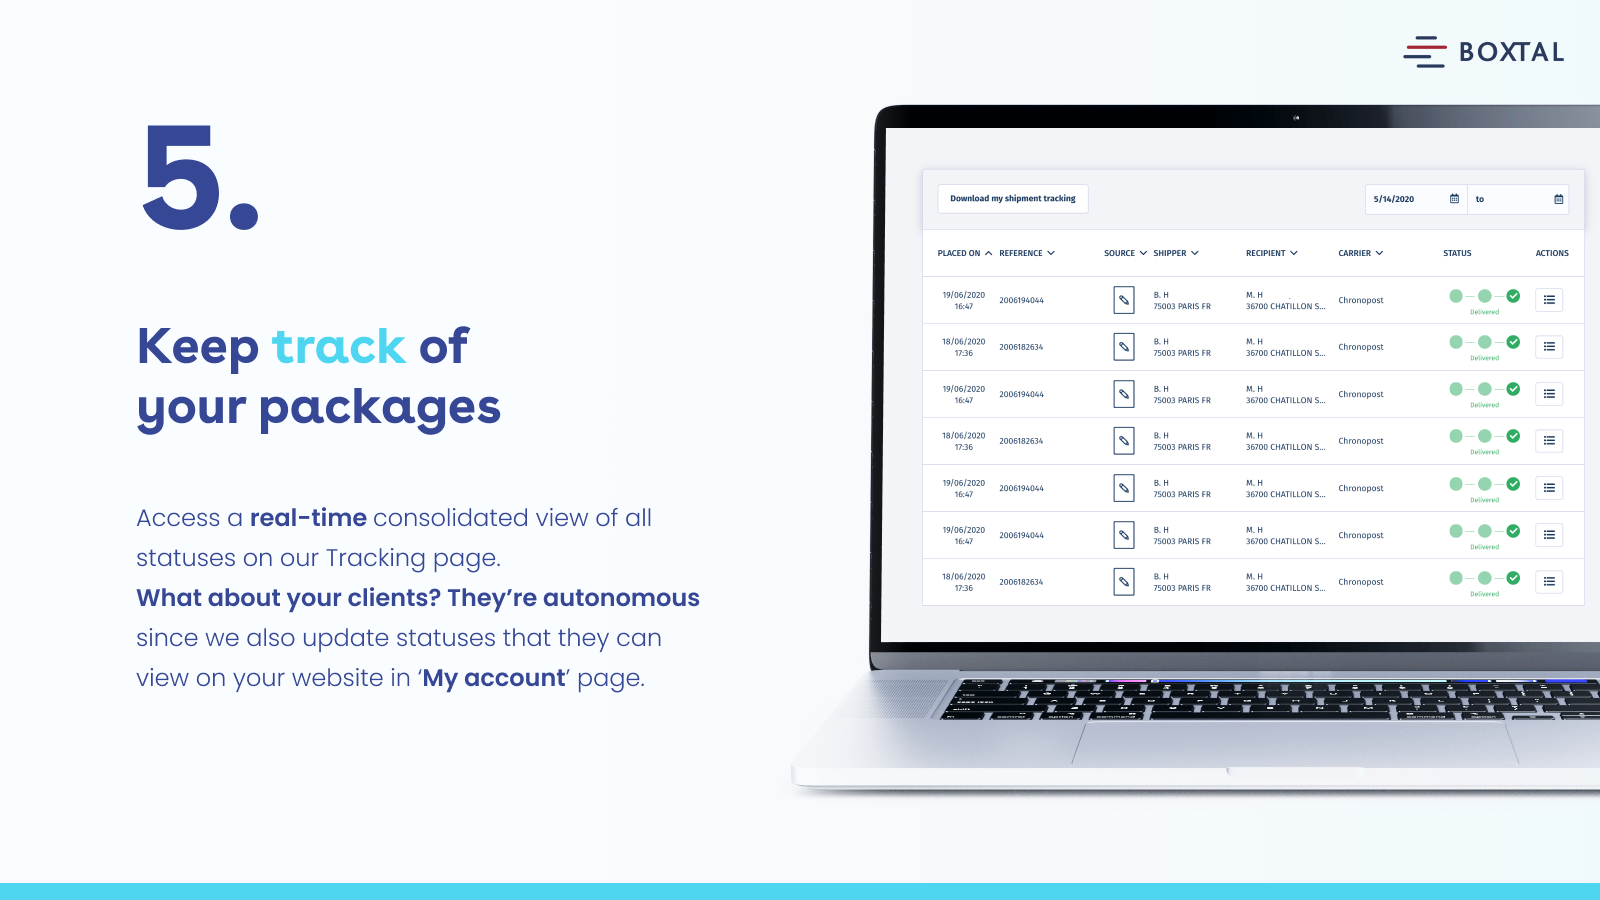 BOXTAL
5.
Keep track of
your packages
Access a real-time consolidated view of all
statuses on our Tracking page.
What about your clients? They’re autonomous
since we also update statuses that they can
view on your website in ‘My account’ page.
Download my shipment tracking
5/14/2020 to
PLACED ON REFERENCE SOURCE SHIPPER RECIPIENT CARRIER STATUS ACTIONS
19/06/2020 B. H M. H
16:47 2006194044 75003 PARIS FR 36700 CHATILLON S... Chronopost
Delivered
18/06/2020 B. H M. H
17:36 2006182634 75003 PARIS FR 36700 CHATILLON S... Chronopost
Delivered
19/06/2020 B. H M. H
16:47 2006194044 75003 PARIS FR 36700 CHATILLON S... Chronopost
Delivered
18/06/2020 B. H M. H
17:36 2006182634 75003 PARIS FR 36700 CHATILLON S... Chronopost
Delivered
19/06/2020 B. H M. H
16:47 2006194044 75003 PARIS FR 36700 CHATILLON S... Chronopost
Delivered
19/06/2020 B. H M. H
16:47 2006194044 75003 PARIS FR 36700 CHATILLON S... Chronopost
Delivered
18/06/2020 B. H M. H
17:36 2006182634 75003 PARIS FR 36700 CHATILLON S... Chronopost
Delivered